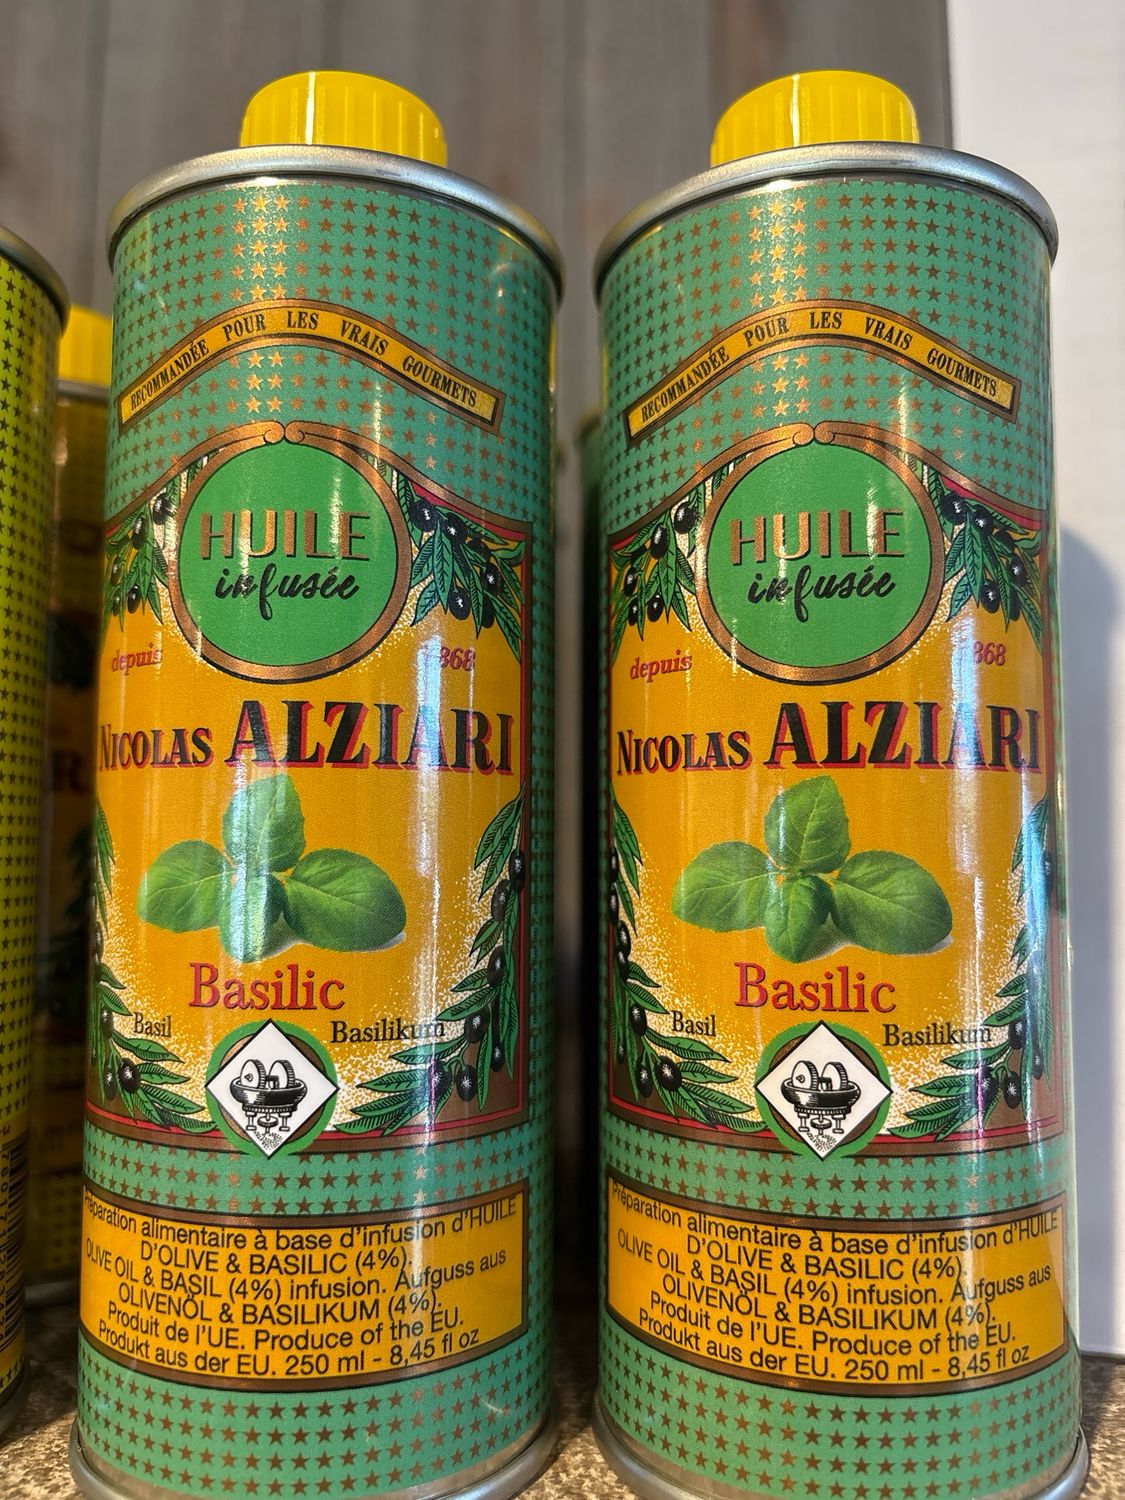 RECOMMANDÉE POUR LES VRAIS GOURMETS
HUILE
infusée
depuis 1868
NICOLAS ALZIARI
Basilic
Basil Basilikum
Préparation alimentaire à base d'infusion d'HUILE
D'OLIVE & BASILIC (4%).
OLIVE OIL & BASIL (4%) infusion. Aufguss aus
OLIVENÖL & BASILIKUM (4%).
Produit de l'UE. Produce of the EU.
Produkt aus der EU. 250 ml - 8,45 fl oz
RECOMMANDÉE POUR LES VRAIS GOURMETS
HUILE
infusée
depuis 1868
NICOLAS ALZIARI
Basilic
Basil Basilikum
Préparation alimentaire à base d'infusion d'HUILE
D'OLIVE & BASILIC (4%).
OLIVE OIL & BASIL (4%) infusion. Aufguss aus
OLIVENÖL & BASILIKUM (4%).
Produit de l'UE. Produce of the EU.
Produkt aus der EU. 250 ml - 8,45 fl oz